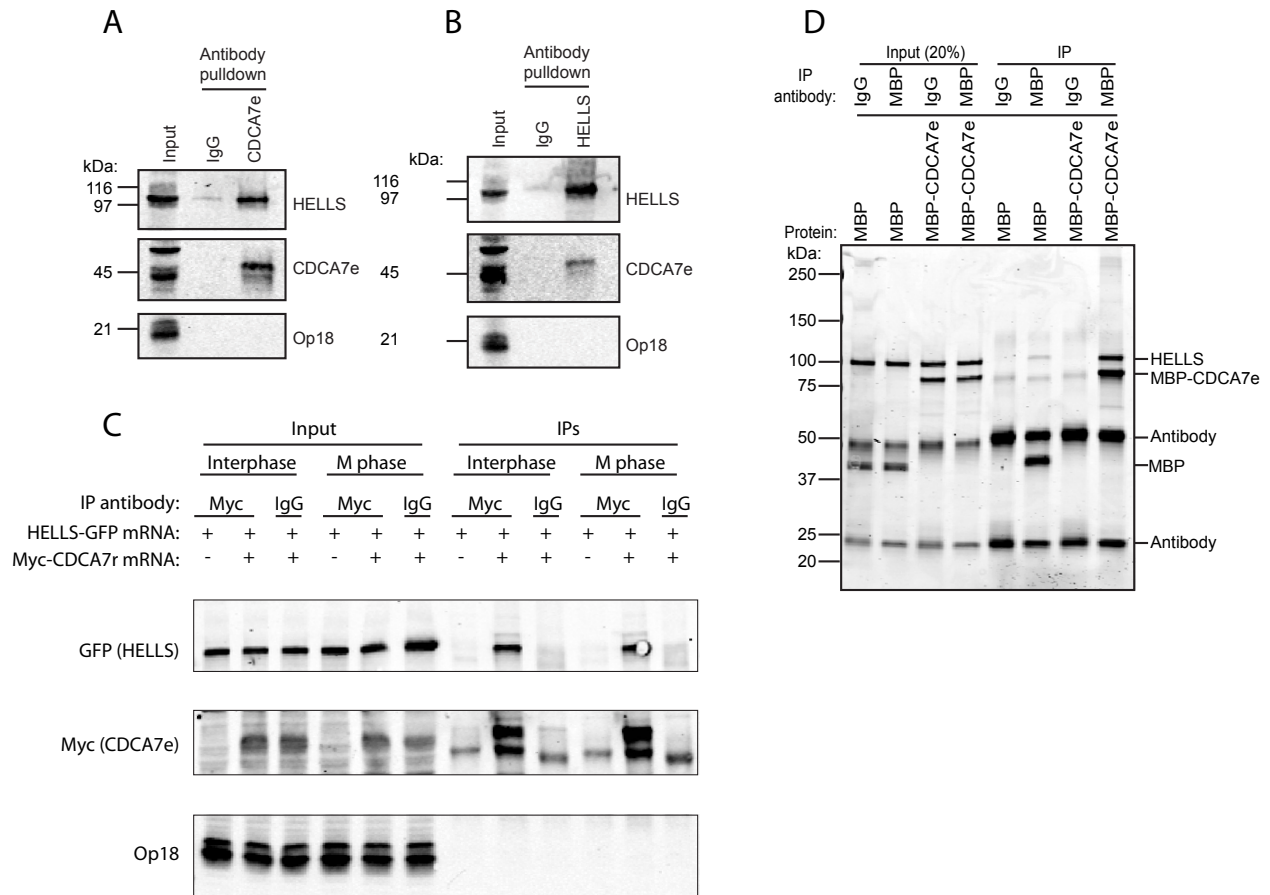 A
Antibody
pulldown
Input
IgG
CDCA7e
kDa:
116
97
HELLS
45
CDCA7e
21
Op18
B
Antibody
pulldown
Input
IgG
HELLS
kDa:
116
97
HELLS
45
CDCA7e
21
Op18
C
Input
IPs
Interphase
M phase
Interphase
M phase
IP antibody:
Myc
IgG
Myc
IgG
Myc
IgG
Myc
IgG
HELLS-GFP mRNA:
+ + + + + + + + + + + +
Myc-CDCA7r mRNA:
- + + - + + - + + - + +
GFP (HELLS)
Myc (CDCA7e)
Op18
D
Input (20%)
IP
IP
antibody:
IgG
MBP
IgG
MBP
IgG
MBP
IgG
MBP
Protein:
MBP
MBP
MBP-CDCA7e
MBP-CDCA7e
MBP
MBP
MBP-CDCA7e
MBP-CDCA7e
kDa:
250
150
100
75
50
37
25
20
HELLS
MBP-CDCA7e
Antibody
MBP
Antibody